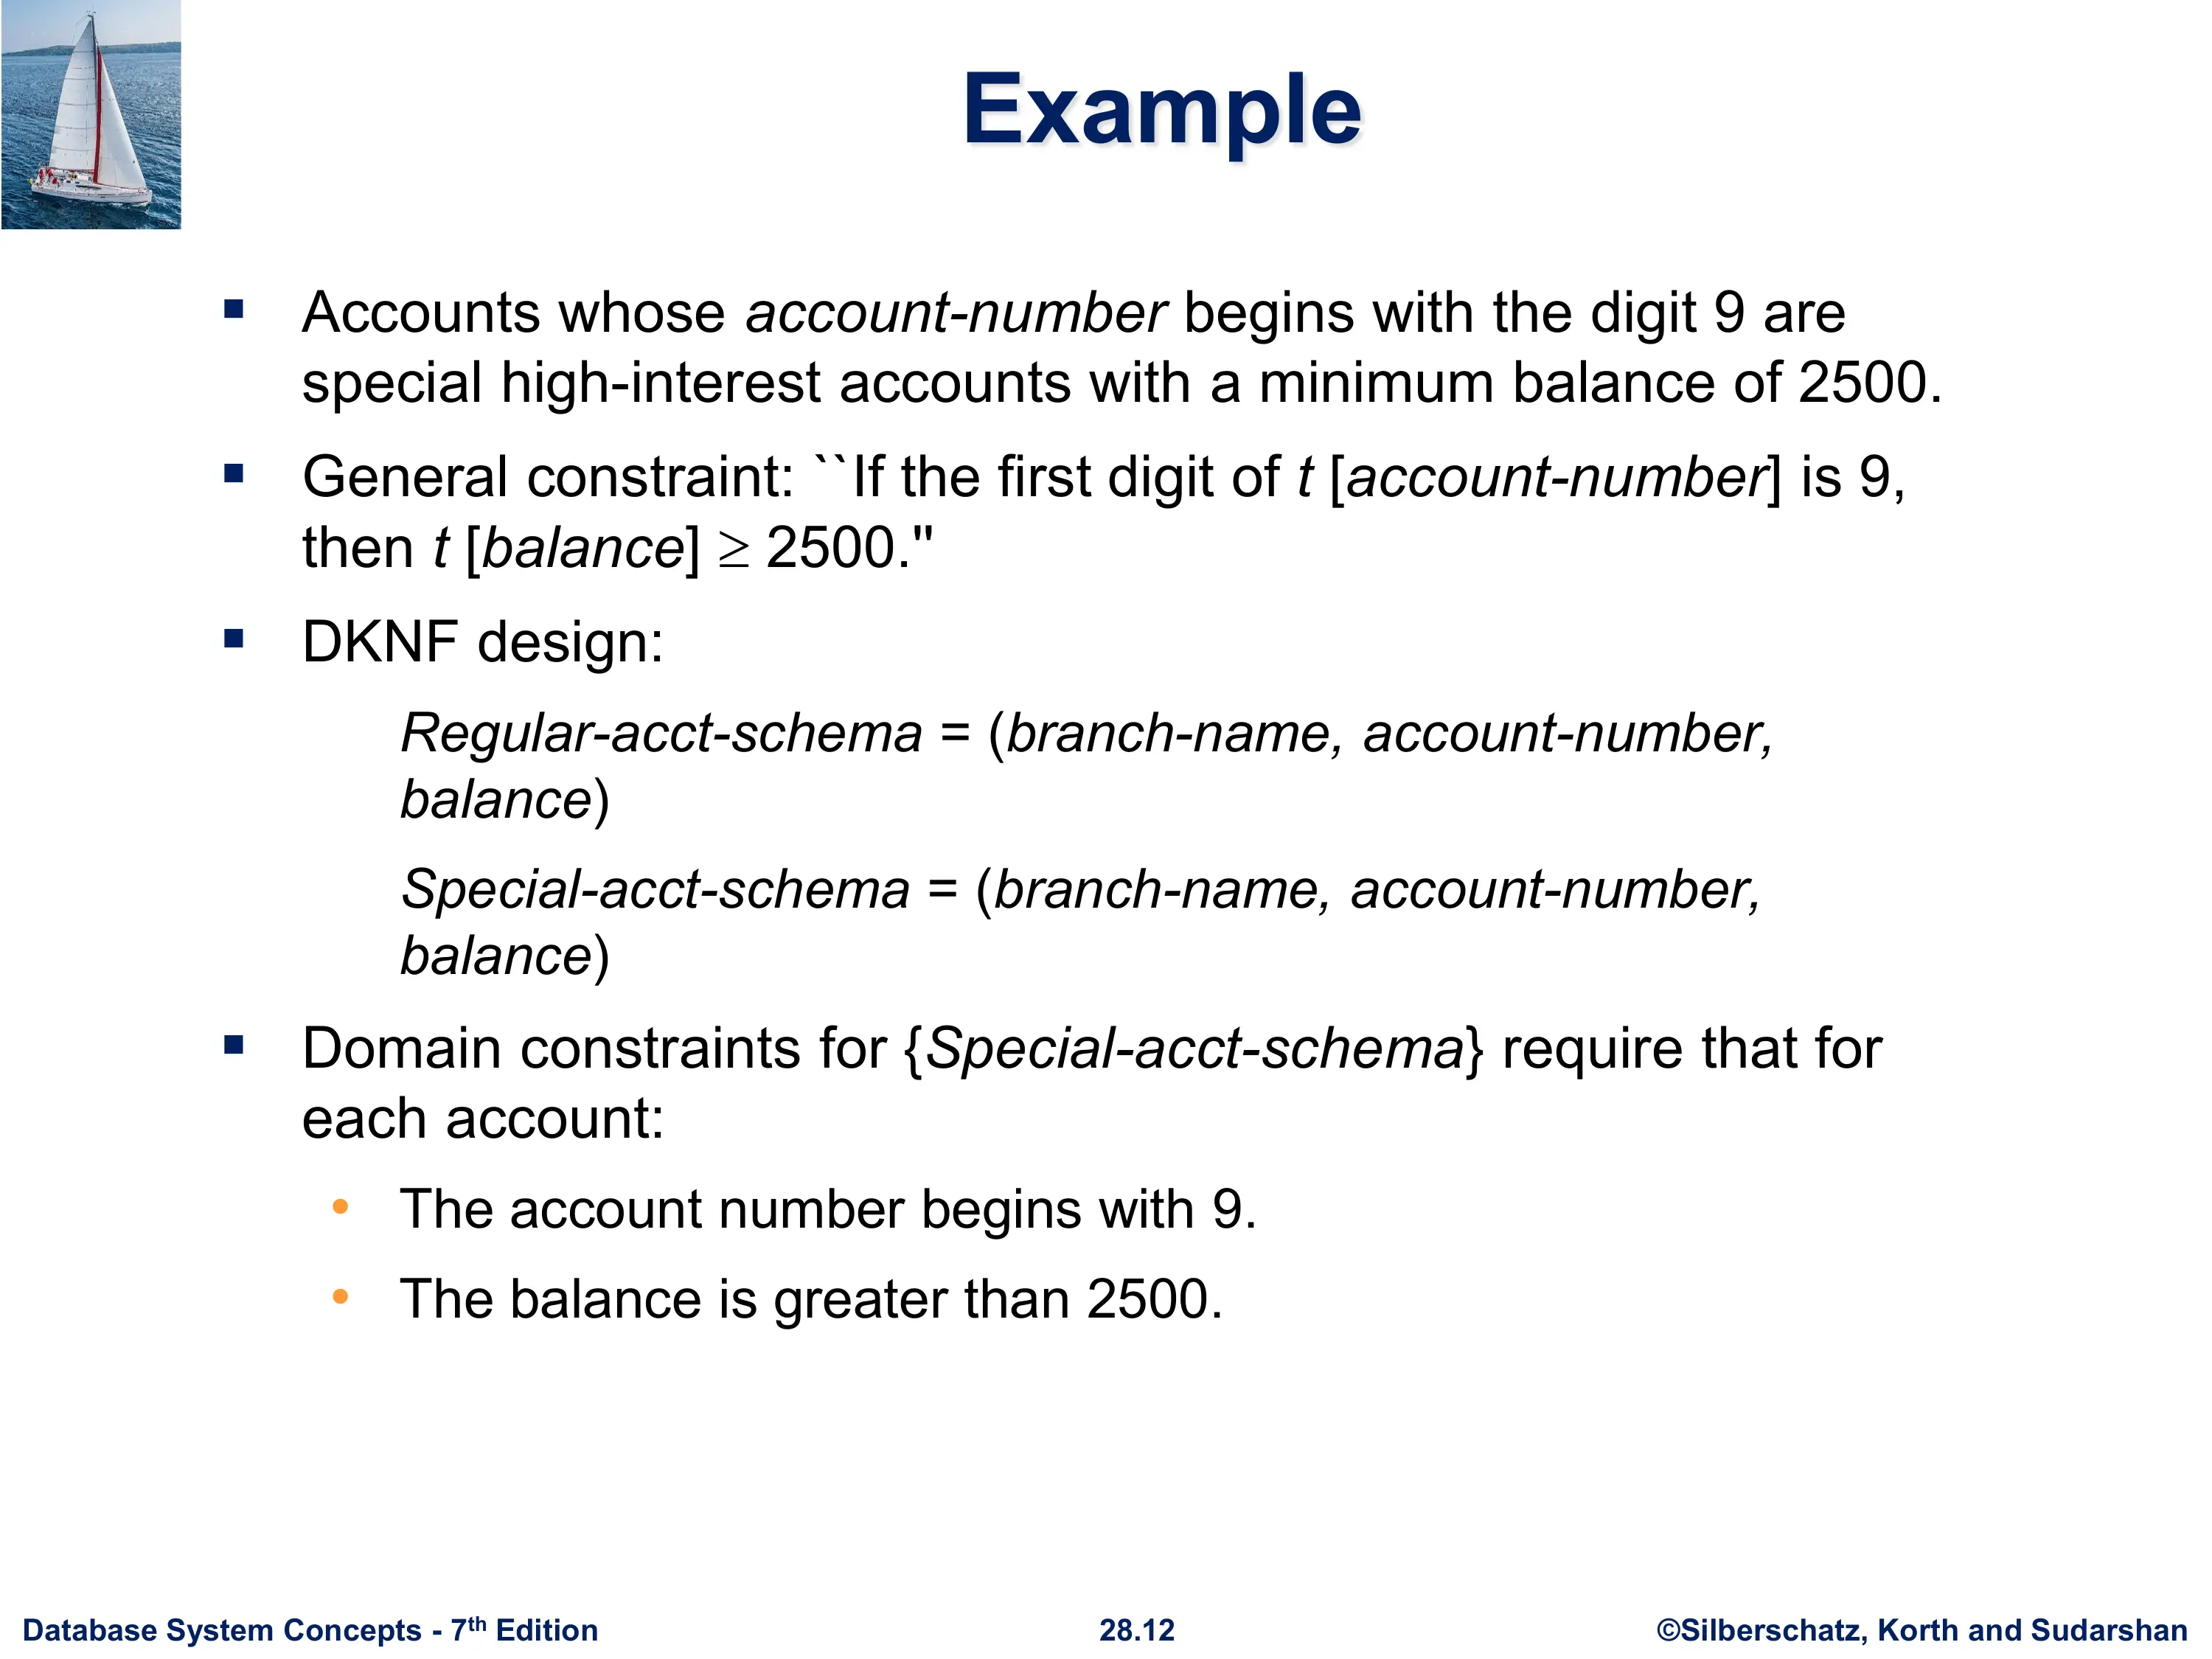 Example
▪ Accounts whose account-number begins with the digit 9 are
special high-interest accounts with a minimum balance of 2500.
▪ General constraint: ``If the first digit of t [account-number] is 9,
then t [balance] ≥ 2500.''
▪ DKNF design:
Regular-acct-schema = (branch-name, account-number,
balance)
Special-acct-schema = (branch-name, account-number,
balance)
▪ Domain constraints for {Special-acct-schema} require that for
each account:
• The account number begins with 9.
• The balance is greater than 2500.
Database System Concepts - 7th Edition
28.12
©Silberschatz, Korth and Sudarshan